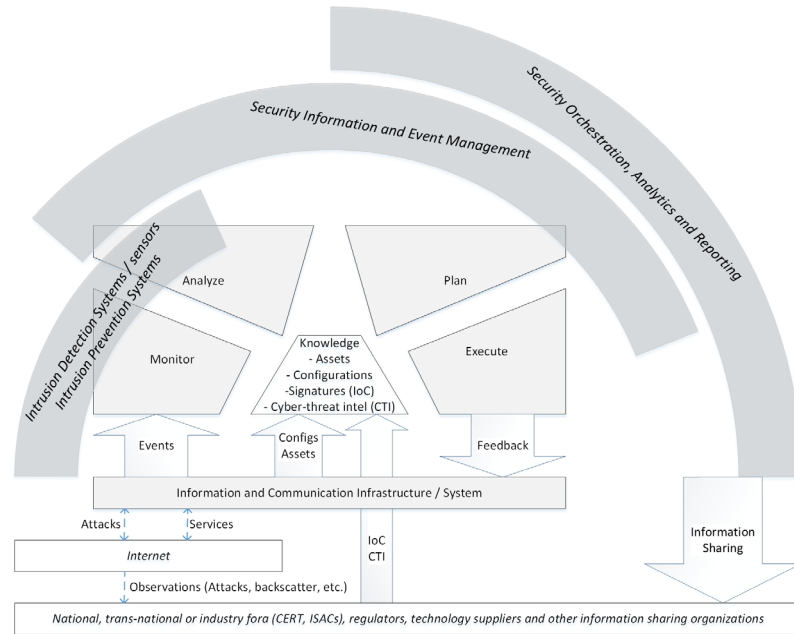 Security Orchestration, Analytics and Reporting
Security Information and Event Management
Intrusion Detection Systems / sensors
Intrusion Prevention Systems
Analyze
Plan
Monitor
Execute
Knowledge
- Assets
- Configurations
-Signatures (IoC)
- Cyber-threat intel (CTI)
Events
Configs
Assets
Feedback
Information and Communication Infrastructure / System
Attacks
Services
Internet
IoC
CTI
Information
Sharing
Observations (Attacks, backscatter, etc.)
National, trans-national or industry fora (CERT, ISACs), regulators, technology suppliers and other information sharing organizations